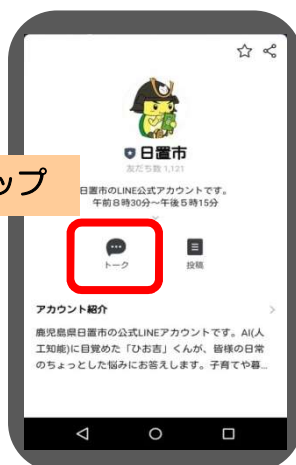 日置市
友だち数 1,121
日置市のLINE公式アカウントです。
午前8時30分~午後5時15分
ップ
トーク
投稿
アカウント紹介
鹿児島県日置市の公式LINEアカウントです。AI(人
工知能)に目覚めた「ひお吉」くんが、皆様の日常
のちょっとした悩みにお答えします。子育てや暮...